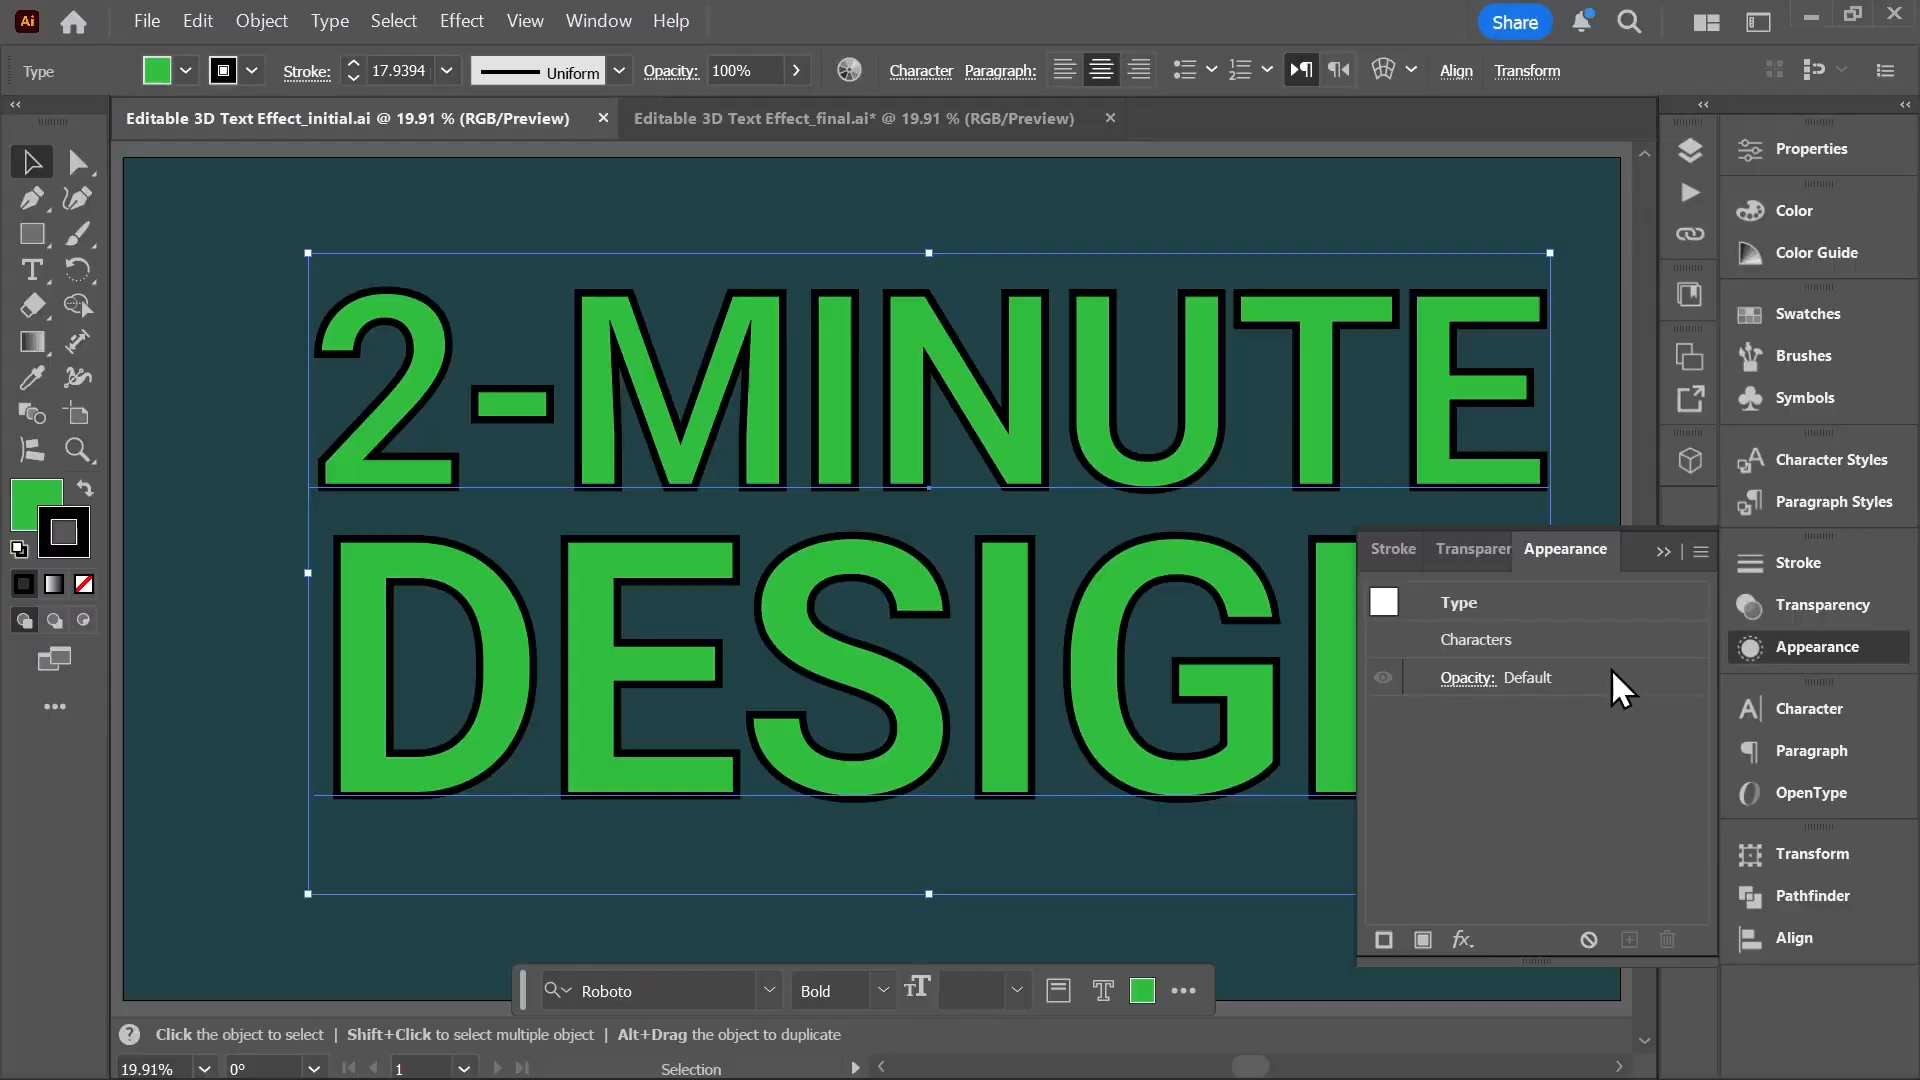 Ai File Edit Object Type Select Effect View Window Help Share
Type Stroke: 17.9394 Uniform Opacity: 100% Character Paragraph: Align Transform
Editable 3D Text Effect_initial.ai @ 19.91 % (RGB/Preview) Editable 3D Text Effect_final.ai* @ 19.91 % (RGB/Preview)
2-MINUTE
DESIG
Stroke Transparen Appearance
Type
Characters
Opacity: Default
fx.
Properties
Color
Color Guide
Swatches
Brushes
Symbols
Character Styles
Paragraph Styles
Stroke
Transparency
Appearance
Character
Paragraph
OpenType
Transform
Pathfinder
Align
Roboto Bold
Click the object to select | Shift+Click to select multiple object | Alt+Drag the object to duplicate
19.91% 0° 1 Selection